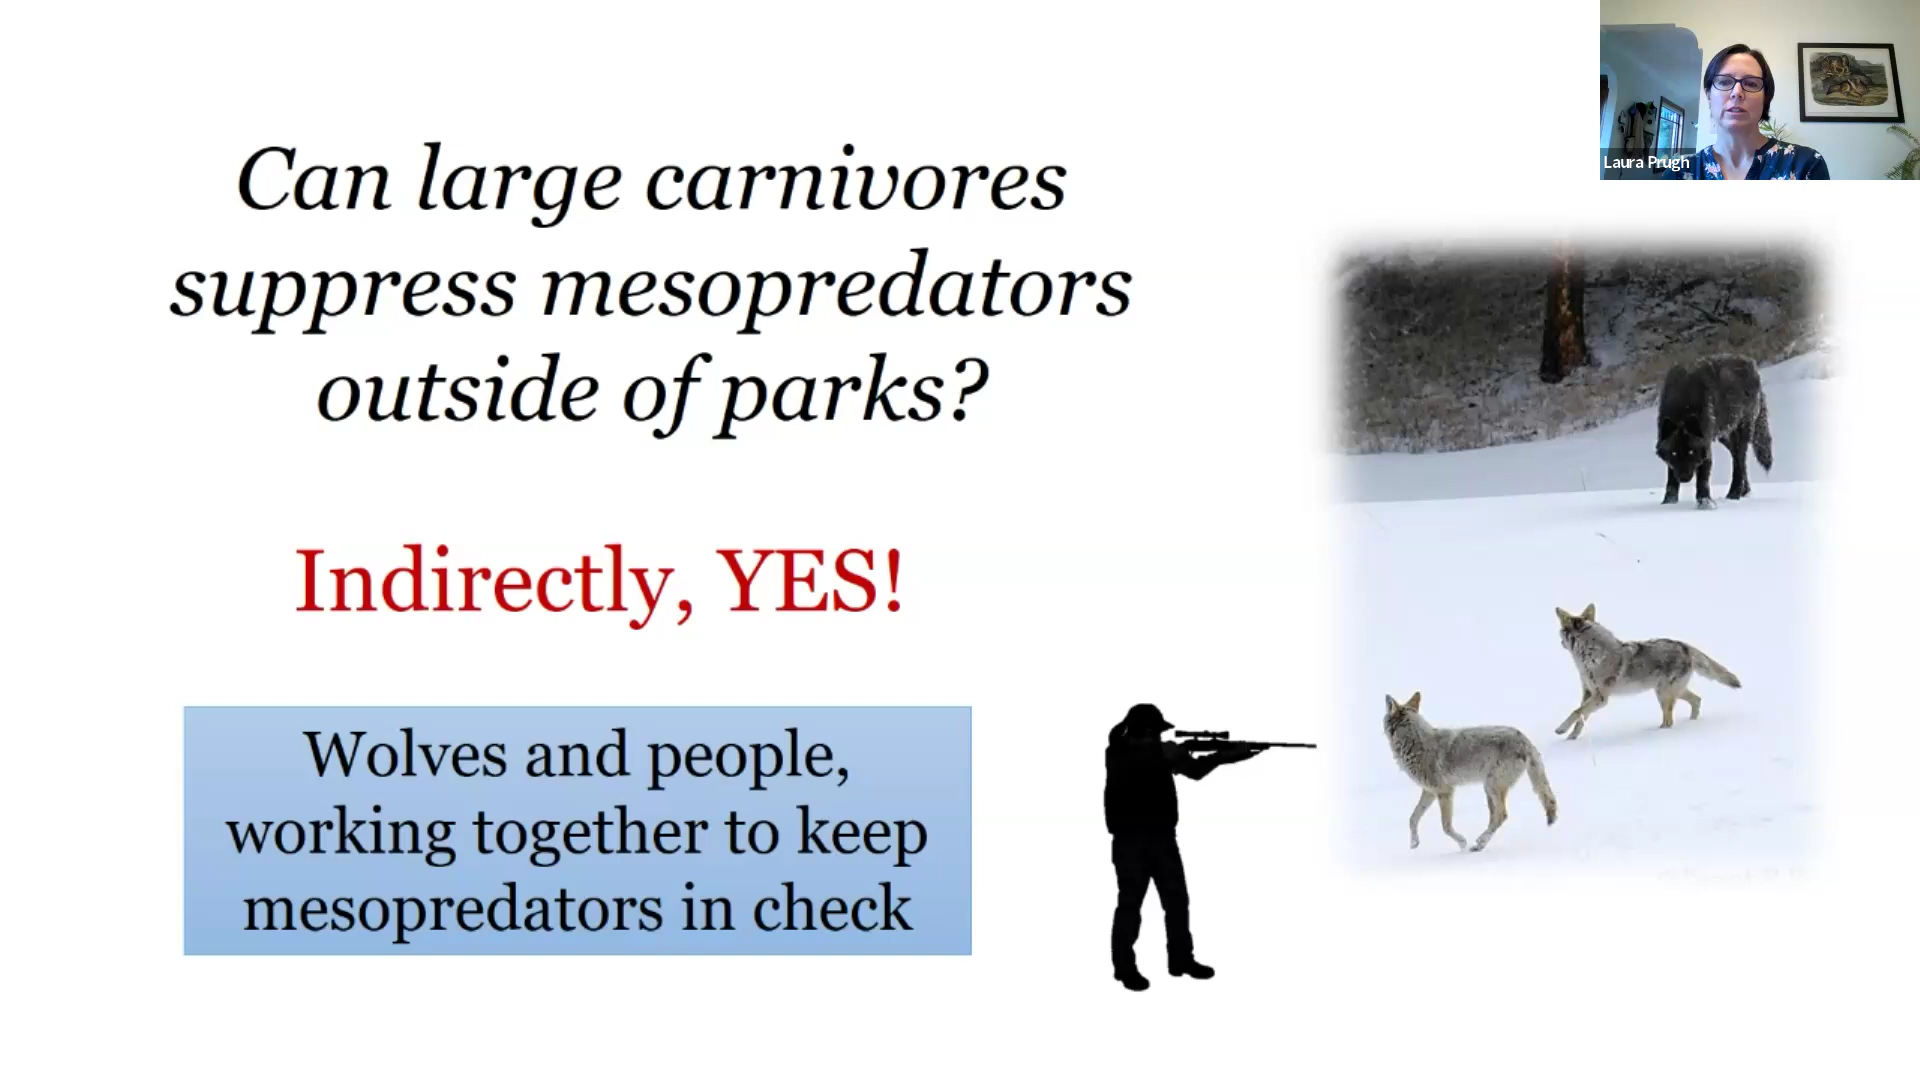 Can large carnivores
suppress mesopredators
outside of parks?
Indirectly, YES!
Wolves and people,
working together to keep
mesopredators in check
Laura Prugh